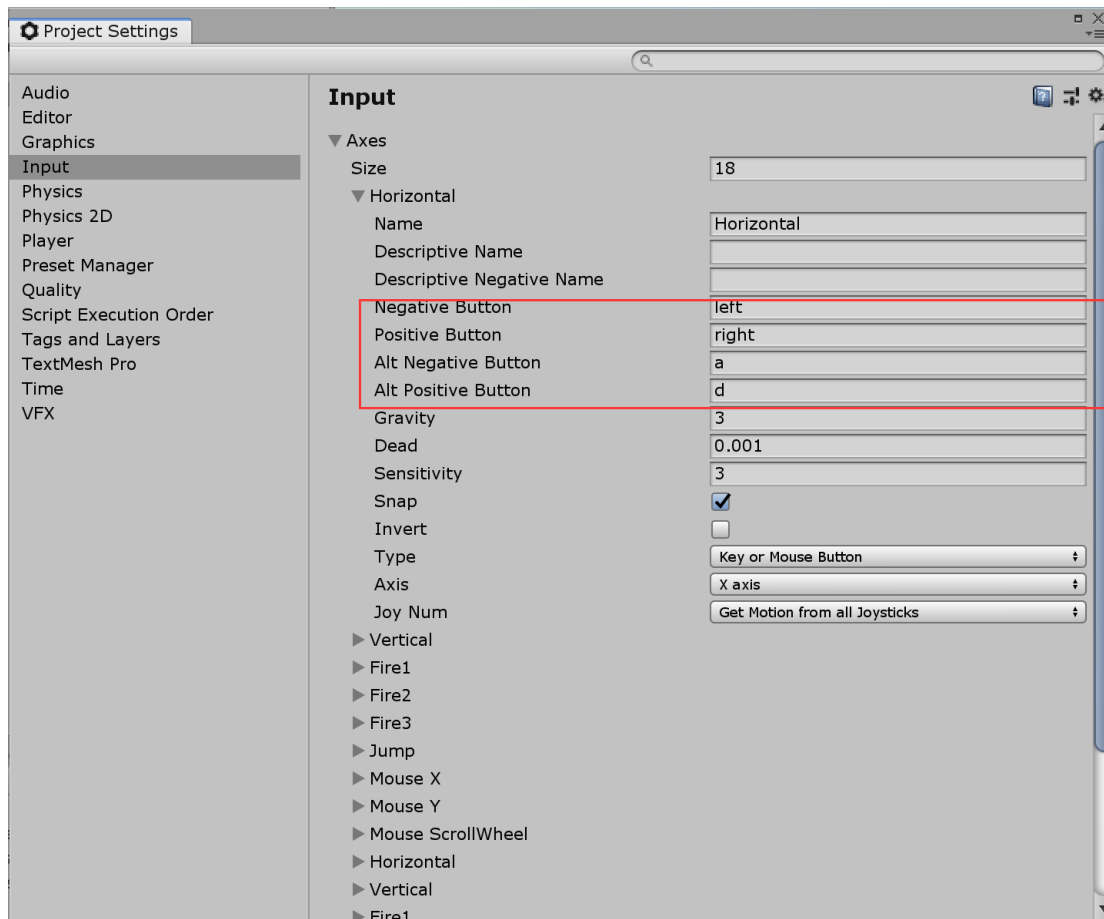 Project Settings
Audio
Editor
Graphics
Input
Physics
Physics 2D
Player
Preset Manager
Quality
Script Execution Order
Tags and Layers
TextMesh Pro
Time
VFX
Input
Axes
Size 18
Horizontal
Name Horizontal
Descriptive Name
Descriptive Negative Name
Negative Button left
Positive Button right
Alt Negative Button a
Alt Positive Button d
Gravity 3
Dead 0.001
Sensitivity 3
Snap
Invert
Type Key or Mouse Button
Axis X axis
Joy Num Get Motion from all Joysticks
Vertical
Fire1
Fire2
Fire3
Jump
Mouse X
Mouse Y
Mouse ScrollWheel
Horizontal
Vertical
Fire1